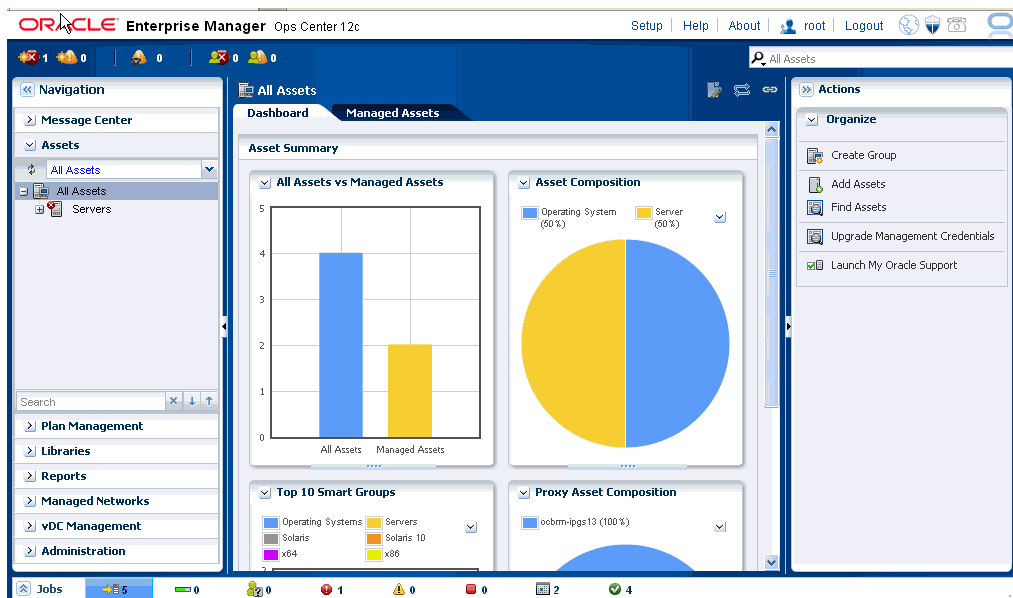 ORACLE Enterprise Manager Ops Center 12c
Setup Help About root Logout
1 0 0 0 0
All Assets
Navigation
Message Center
Assets
All Assets
All Assets
Servers
Search
Plan Management
Libraries
Reports
Managed Networks
vDC Management
Administration
All Assets
Dashboard Managed Assets
Asset Summary
All Assets vs Managed Assets
5
4
3
2
1
0
All Assets Managed Assets
Asset Composition
Operating System (50%)
Server (50%)
Top 10 Smart Groups
Operating Systems Servers
Solaris Solaris 10
x64 x86
2
Proxy Asset Composition
ocbrm-ipgs13 (100%)
Actions
Organize
Create Group
Add Assets
Find Assets
Upgrade Management Credentials
Launch My Oracle Support
Jobs 5 0 0 1 0 0 2 4